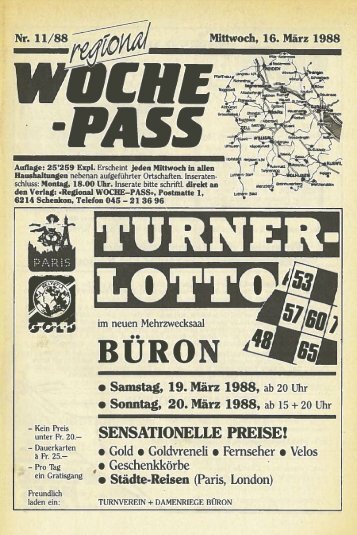 Nr. 11/88
Mittwoch, 16. März 1988
regional
WOCHE
-PASS
Auflage: 25'259 Expl. Erscheint jeden Mittwoch in allen
Haushaltungen nebenan aufgeführter Ortschaften. Inseraten-
schluss: Montag, 18.00 Uhr. Inserate bitte schriftl. direkt an
den Verlag: «Regional WOCHE-PASS», Postmatte 1,
6214 Schenkon, Telefon 045 – 21 36 96
PARIS
GOLD
TURNER-
LOTTO
53
57 60
48 65
im neuen Mehrzwecksaal
BÜRON
● Samstag, 19. März 1988, ab 20 Uhr
● Sonntag, 20. März 1988, ab 15 + 20 Uhr
– Kein Preis
unter Fr. 20.–
– Dauerkarten
à Fr. 25.–
– Pro Tag
ein Gratisgang
SENSATIONELLE PREISE!
● Gold ● Goldvreneli ● Fernseher ● Velos
● Geschenkkörbe
● Städte-Reisen (Paris, London)
Freundlich
laden ein:
TURNVEREIN + DAMENRIEGE BÜRON